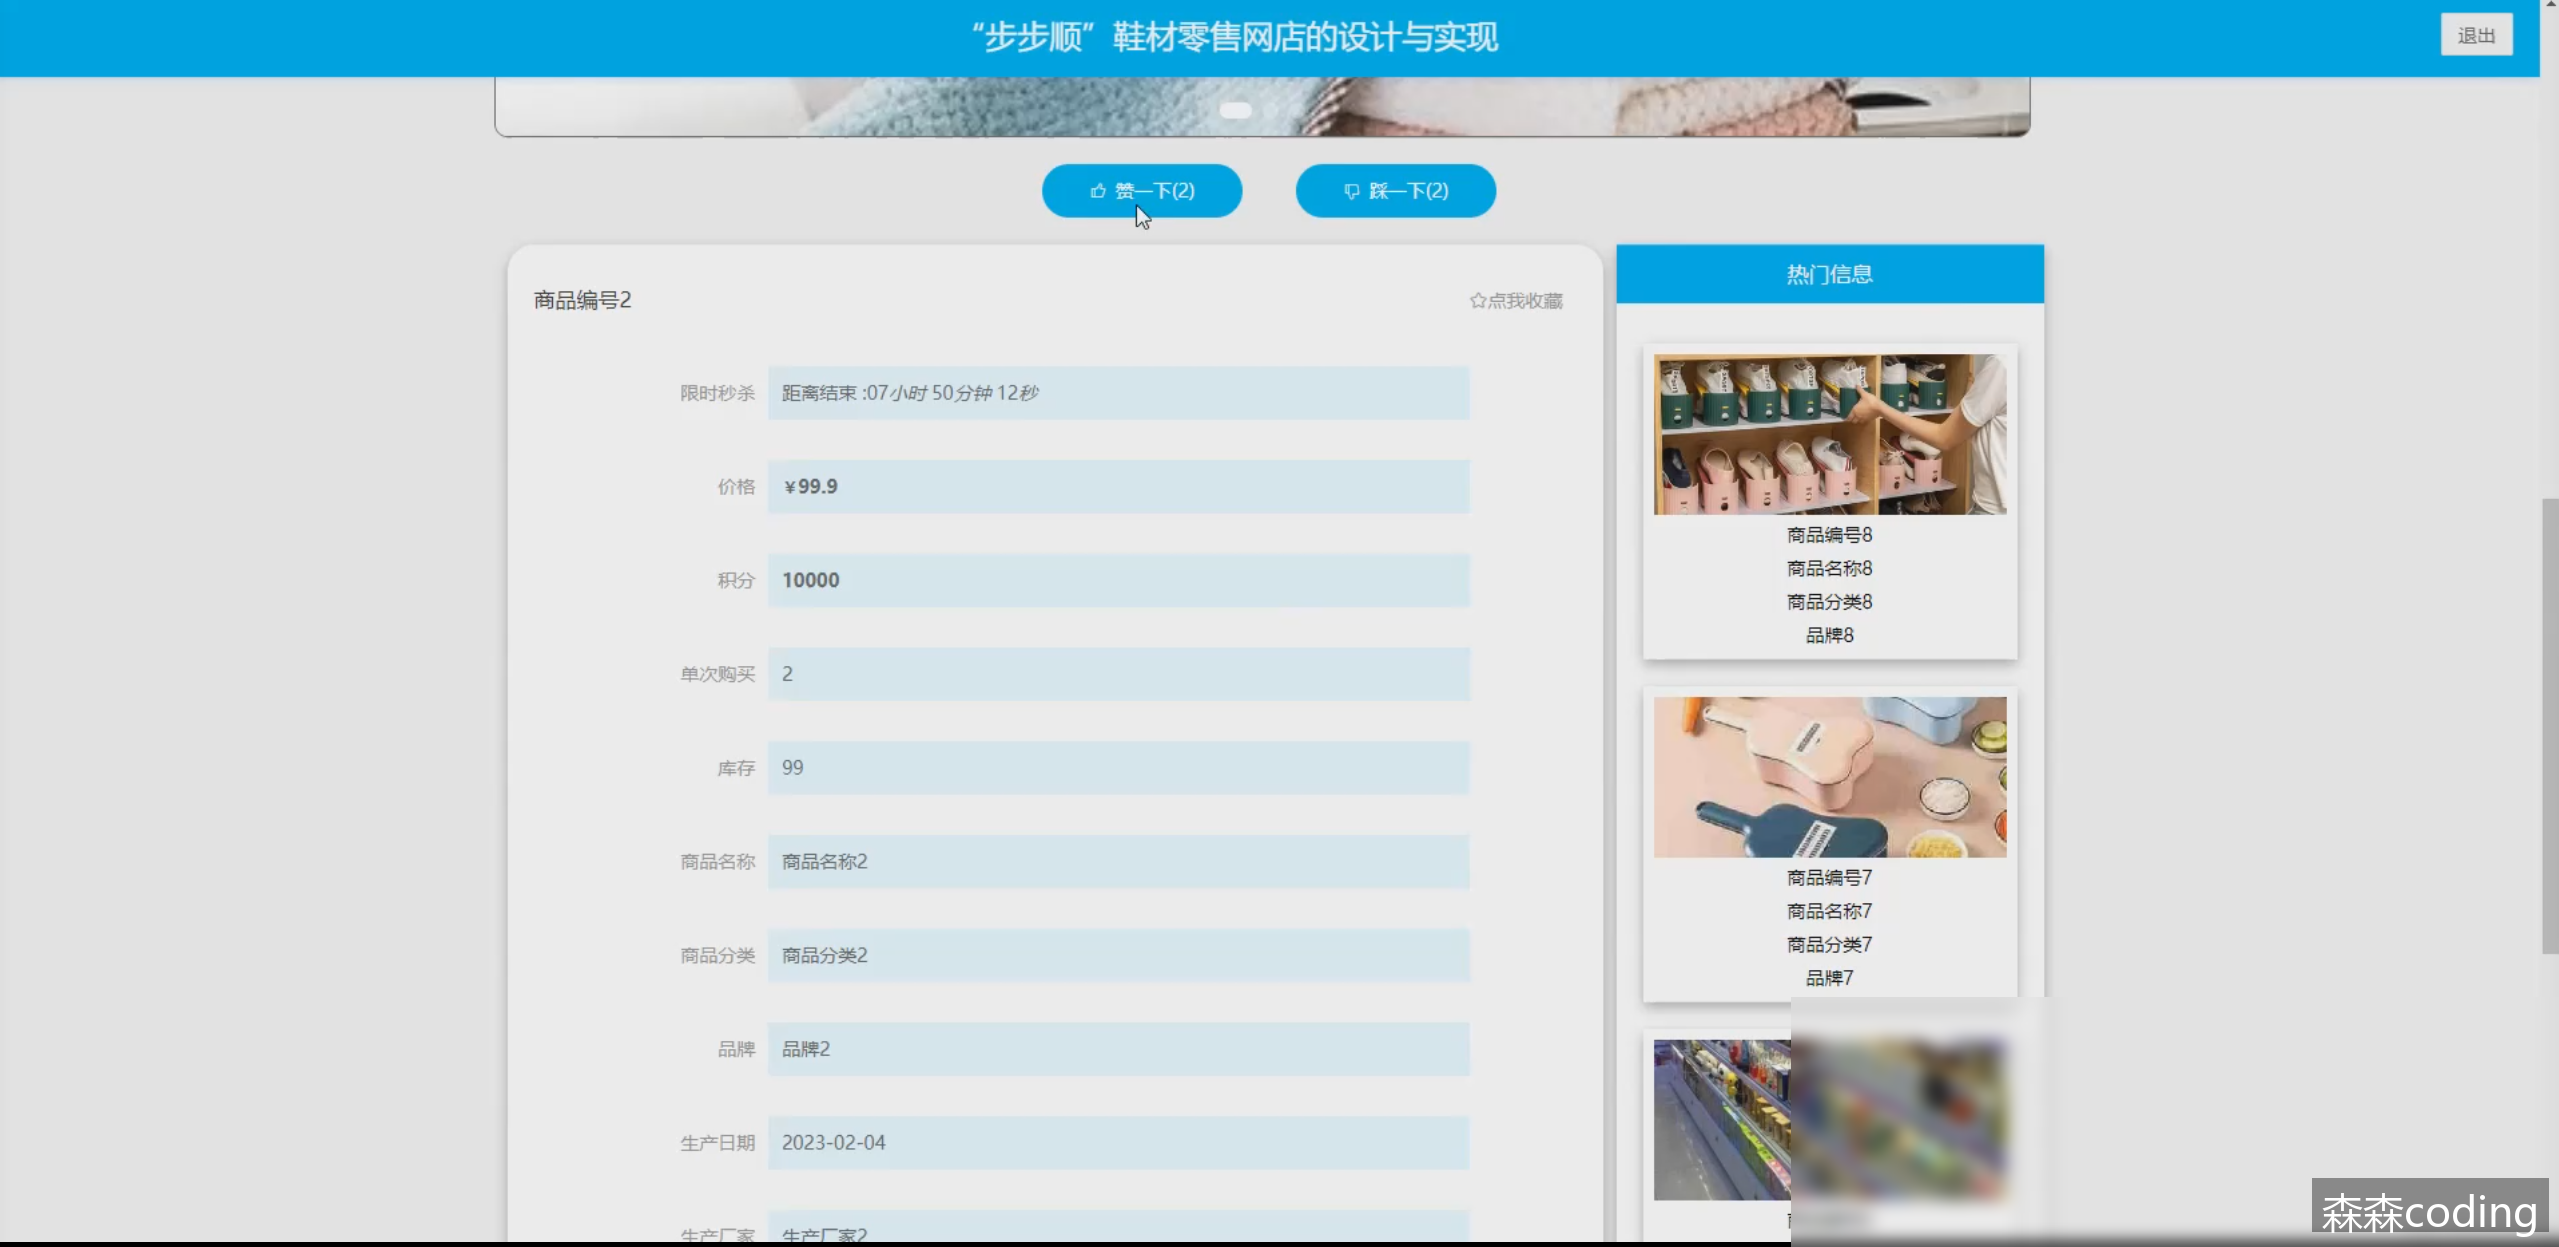 “步步顺”鞋材零售网店的设计与实现
退出
赞一下(2)
踩一下(2)
商品编号2
点我收藏
限时秒杀 距离结束 :07小时 50分钟 12秒
价格 ¥99.9
积分 10000
单次购买 2
库存 99
商品名称 商品名称2
商品分类 商品分类2
品牌 品牌2
生产日期 2023-02-04
生产厂家 生产厂家2
热门信息
商品编号8
商品名称8
商品分类8
品牌8
商品编号7
商品名称7
商品分类7
品牌7
森森coding